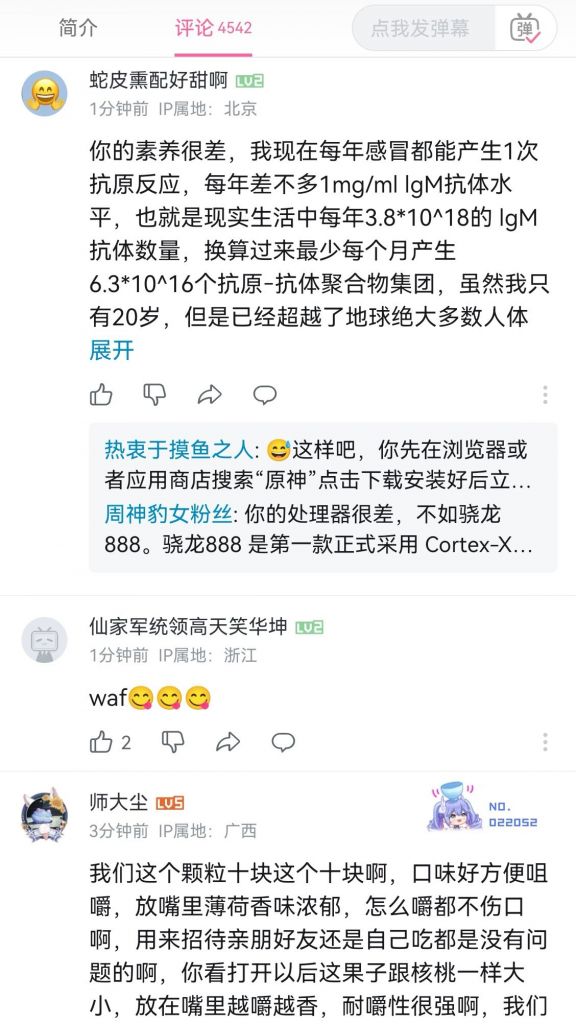 简介
评论 4542
点我发弹幕
弹
蛇皮熏配好甜啊 LV2
1分钟前 IP属地：北京
你的素养很差，我现在每年感冒都能产生1次
抗原反应，每年差不多1mg/ml IgM抗体水
平，也就是现实生活中每年3.8*10^18的 IgM
抗体数量，换算过来最少每个月产生
6.3*10^16个抗原-抗体聚合物集团，虽然我只
有20岁，但是已经超越了地球绝大多数人体
展开
热衷于摸鱼之人: 😅这样吧，你先在浏览器或
者应用商店搜索“原神”点击下载安装好后立…
周神豹女粉丝: 你的处理器很差，不如骁龙
888。骁龙888 是第一款正式采用 Cortex-X…
仙家军统领高天笑华坤 LV2
1分钟前 IP属地：浙江
waf😋😋😋
2
师大尘 LV5
NO.
022052
3分钟前 IP属地：广西
我们这个颗粒十块这个十块啊，口味好方便咀
嚼，放嘴里薄荷香味浓郁，怎么嚼都不伤口
啊，用来招待亲朋好友还是自己吃都是没有问
题的啊，你看打开以后这果子跟核桃一样大
小，放在嘴里越嚼越香，耐嚼性很强啊，我们